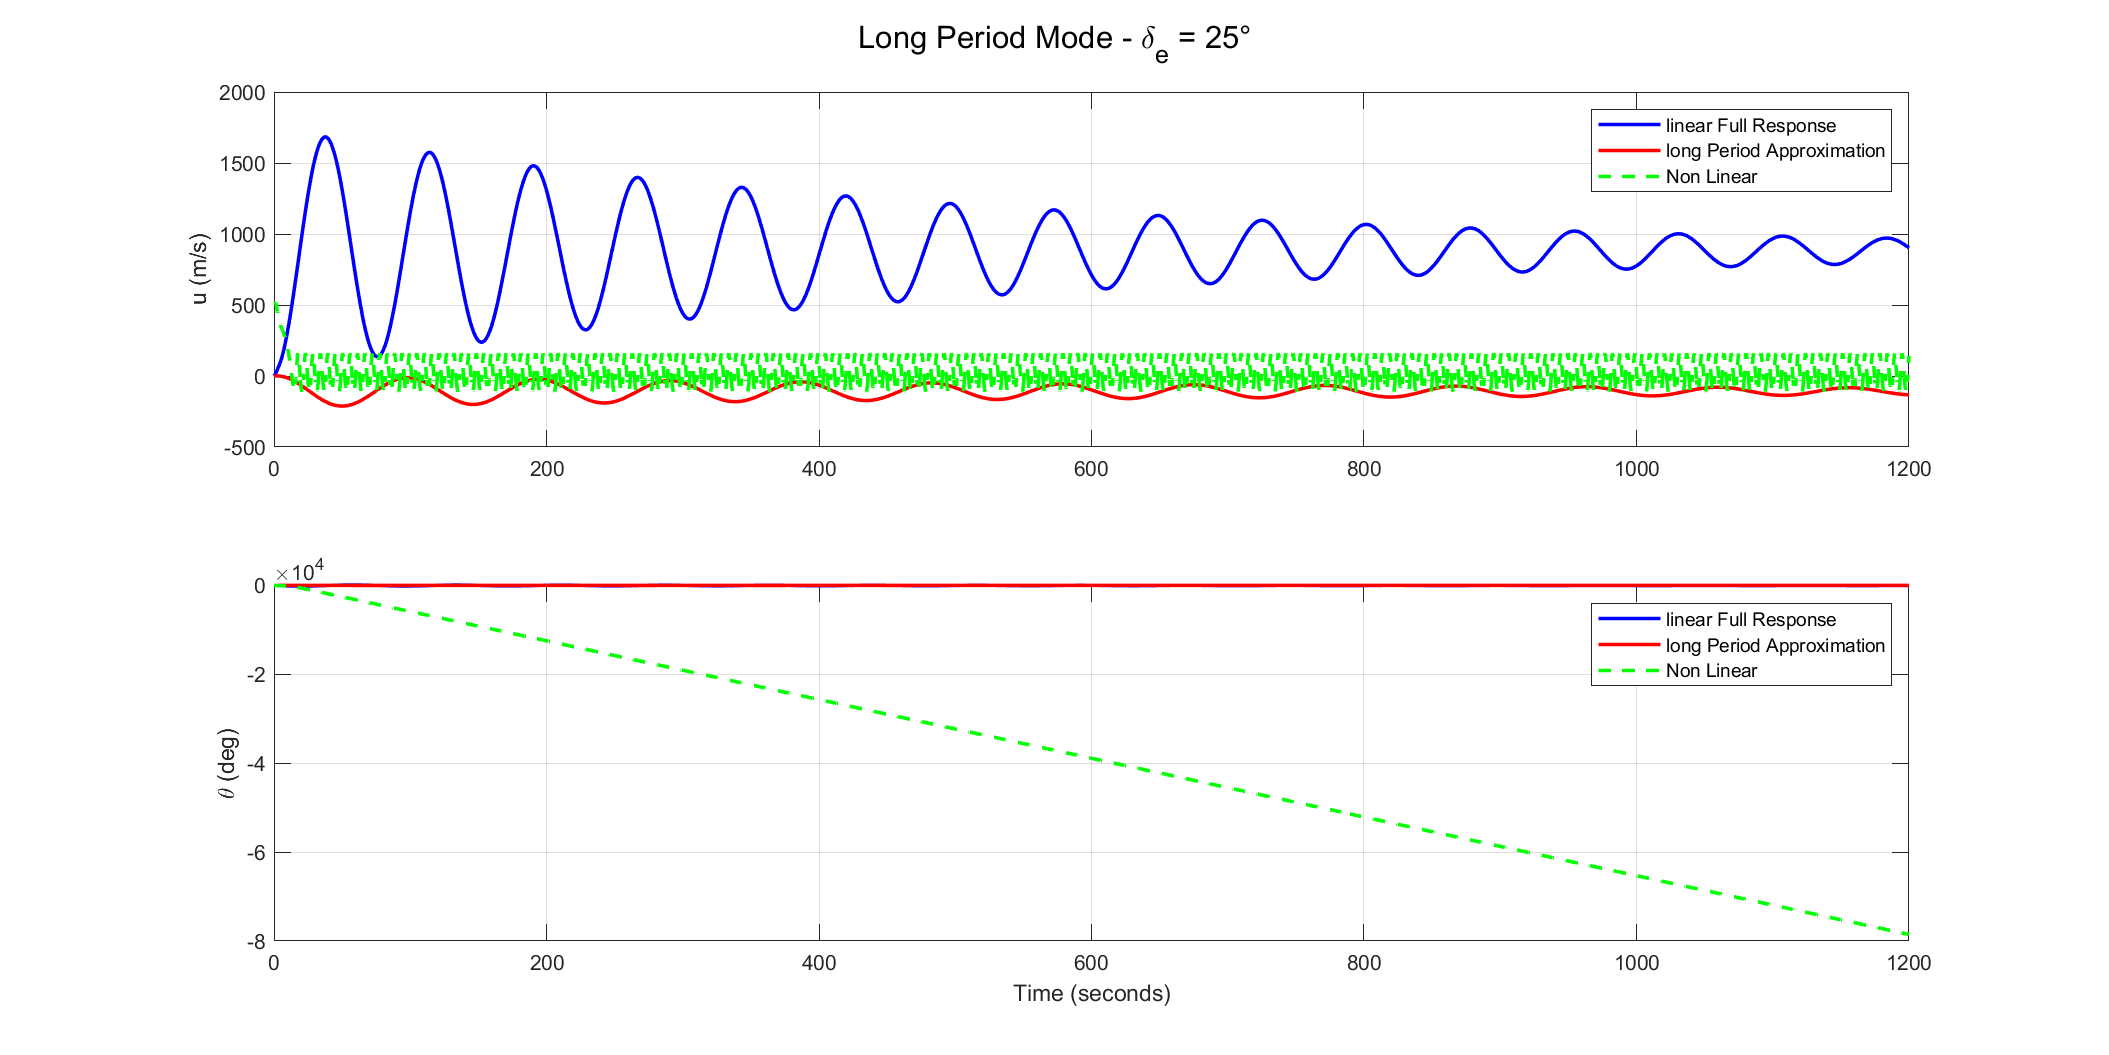 Long Period Mode - δe = 25°
2000
1500
1000
500
0
-500
u (m/s)
0 200 400 600 800 1000 1200
linear Full Response
long Period Approximation
Non Linear
×10⁴
0
-2
-4
-6
-8
θ (deg)
0 200 400 600 800 1000 1200
Time (seconds)
linear Full Response
long Period Approximation
Non Linear